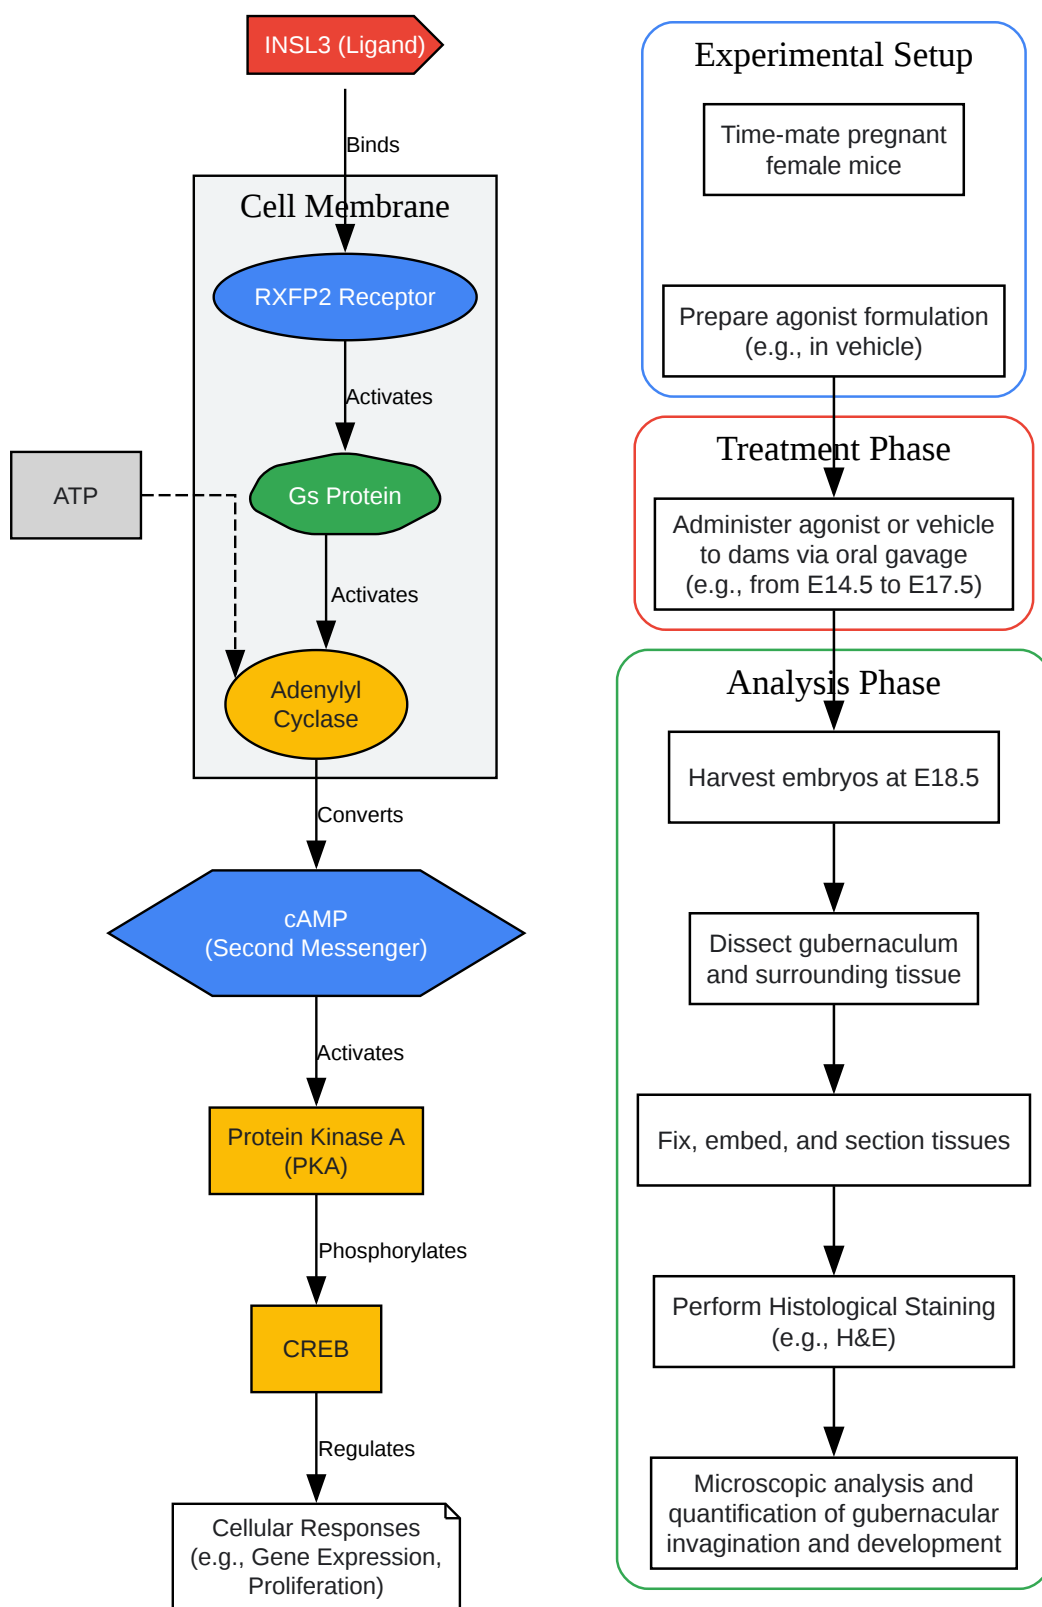 INSL3 (Ligand)
Binds
Cell Membrane
RXFP2 Receptor
Activates
ATP
Gs Protein
Activates
Adenylyl
Cyclase
Converts
cAMP
(Second Messenger)
Activates
Protein Kinase A
(PKA)
Phosphorylates
CREB
Regulates
Cellular Responses
(e.g., Gene Expression,
Proliferation)
Experimental Setup
Time-mate pregnant
female mice
Prepare agonist formulation
(e.g., in vehicle)
Treatment Phase
Administer agonist or vehicle
to dams via oral gavage
(e.g., from E14.5 to E17.5)
Analysis Phase
Harvest embryos at E18.5
Dissect gubernaculum
and surrounding tissue
Fix, embed, and section tissues
Perform Histological Staining
(e.g., H&E)
Microscopic analysis and
quantification of gubernacular
invagination and development